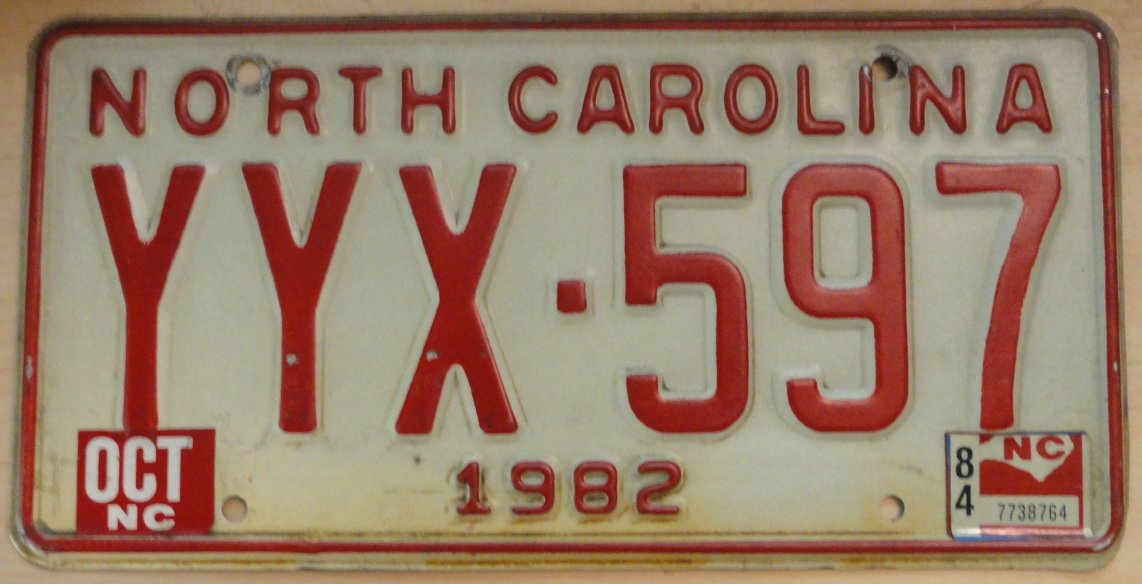 NORTH CAROLINA
YYX·597
OCT
NC
1982
84
NC
7738764